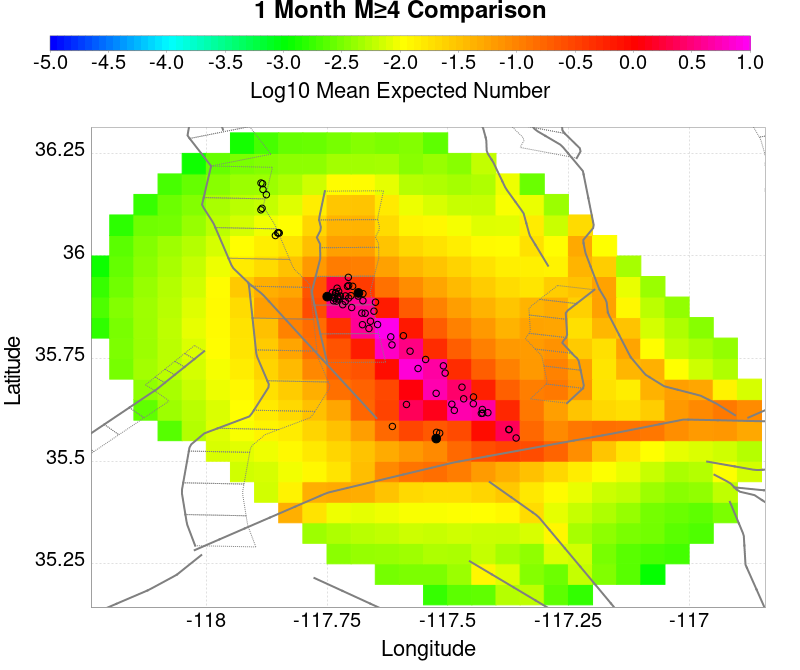 1 Month M≥4 Comparison
-5.0 -4.5 -4.0 -3.5 -3.0 -2.5 -2.0 -1.5 -1.0 -0.5 0.0 0.5 1.0
Log10 Mean Expected Number
36.25
36
35.75
35.5
35.25
Latitude
-118 -117.75 -117.5 -117.25 -117
Longitude